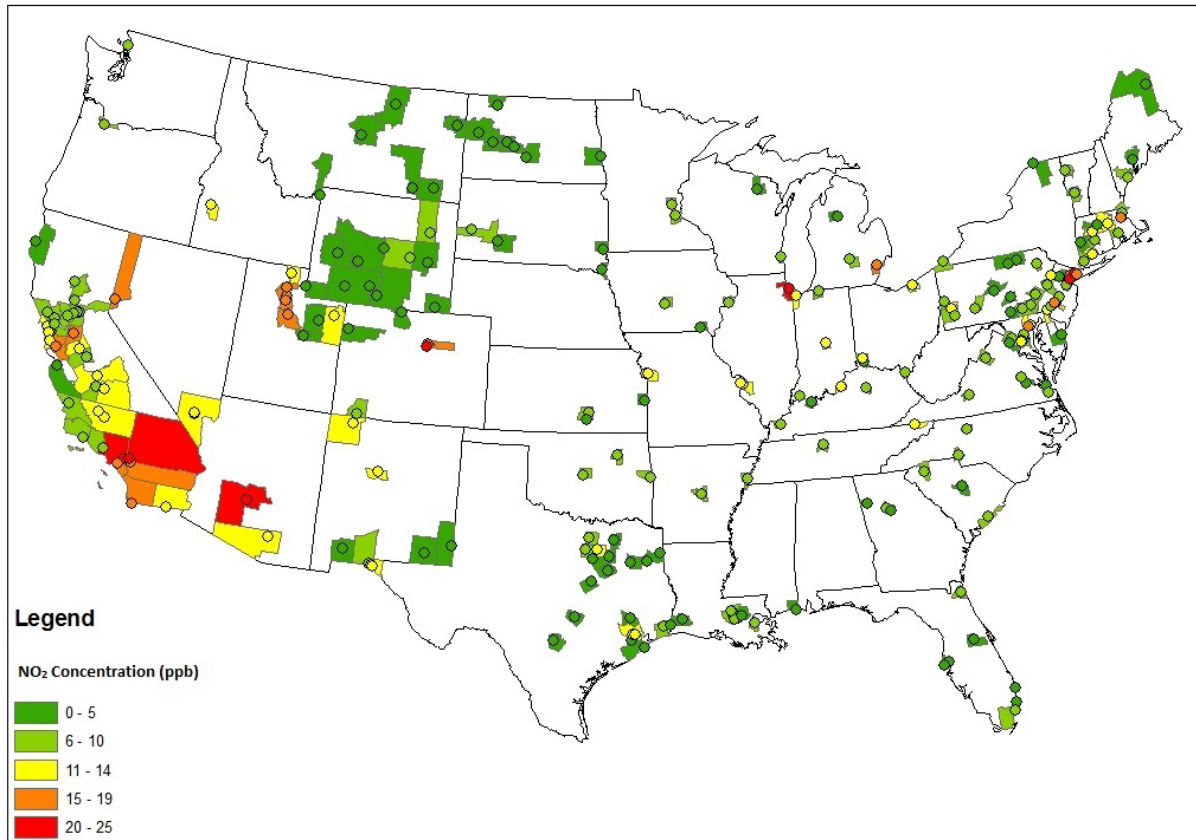 Legend
NO₂ Concentration (ppb)
0 - 5
6 - 10
11 - 14
15 - 19
20 - 25